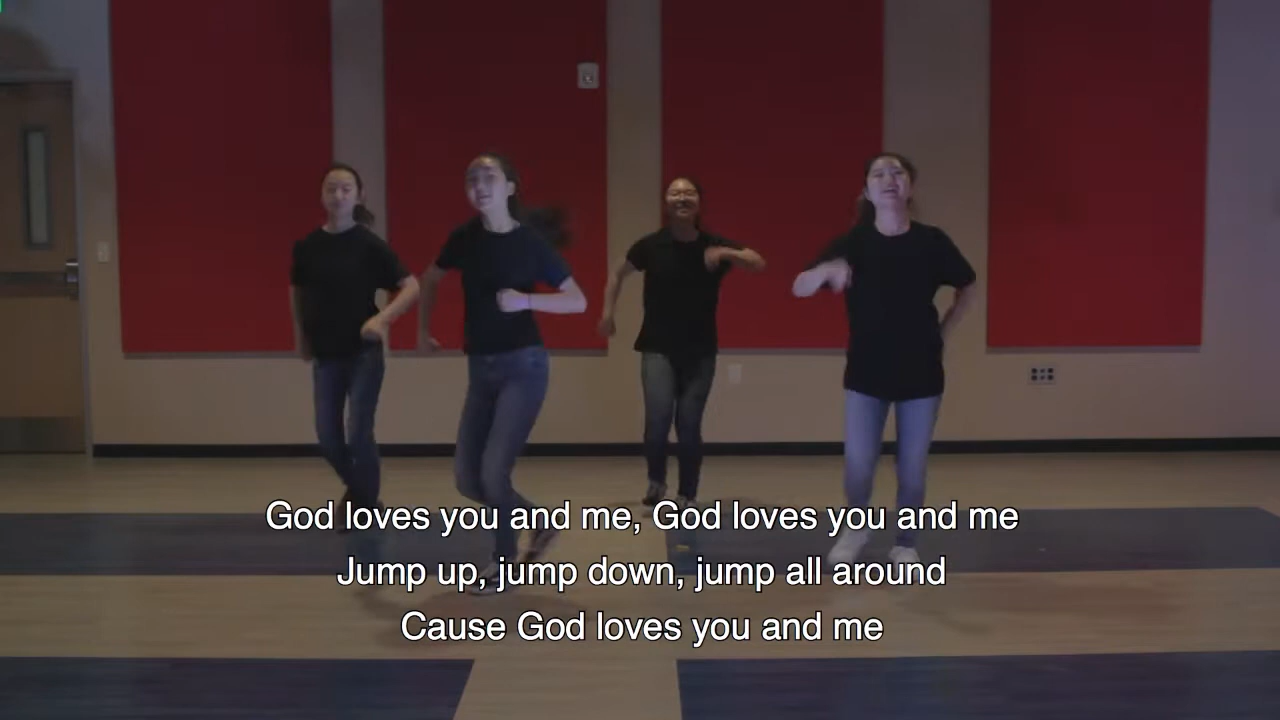 God loves you and me, God loves you and me
Jump up, jump down, jump all around
Cause God loves you and me